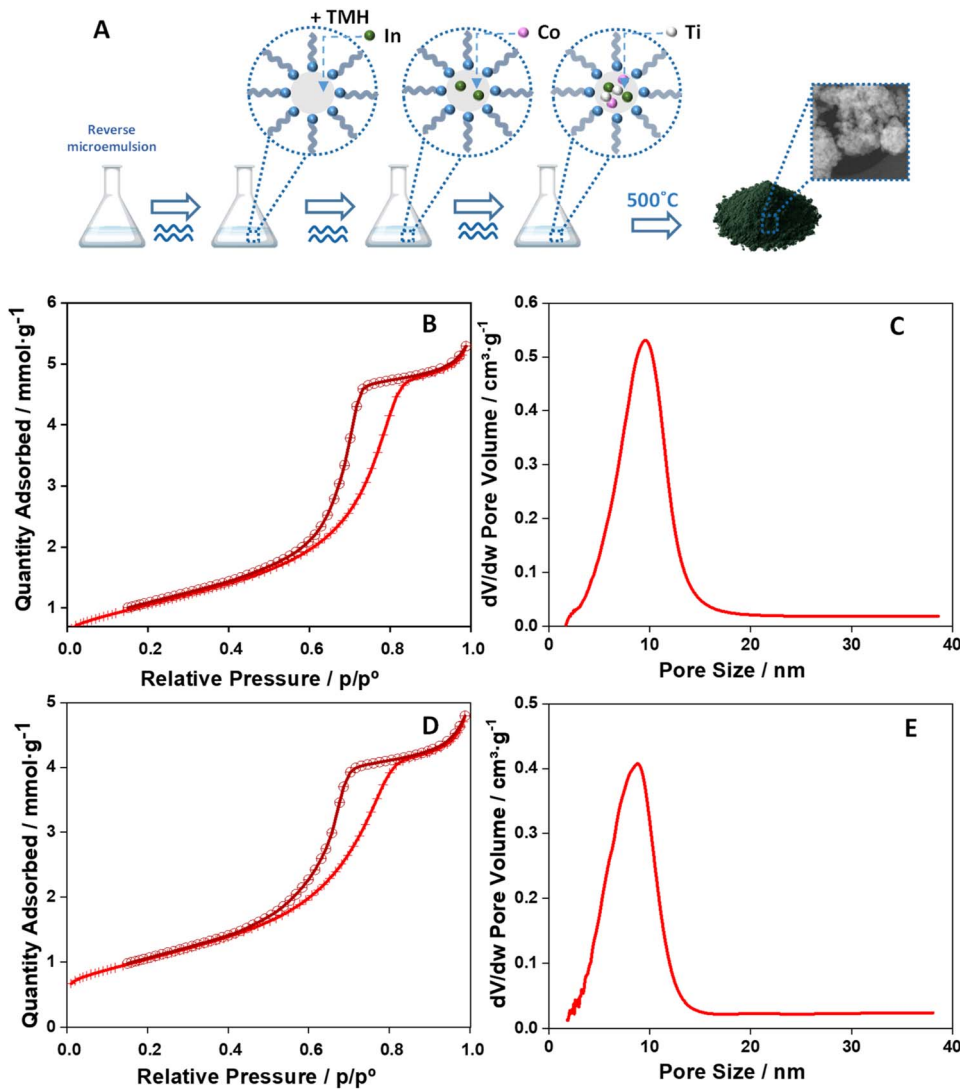 A
+ TMH
In
Co
Ti
Reverse
microemulsion
500°C
B
Quantity Adsorbed / mmol·g⁻¹
6
5
4
3
2
1
0.0 0.2 0.4 0.6 0.8 1.0
Relative Pressure / p/pº
C
dV/dw Pore Volume / cm³·g⁻¹
0.6
0.5
0.4
0.3
0.2
0.1
0.0
0 10 20 30 40
Pore Size / nm
D
Quantity Adsorbed / mmol·g⁻¹
5
4
3
2
1
0
0.0 0.2 0.4 0.6 0.8 1.0
Relative Pressure / p/pº
E
dV/dw Pore Volume / cm³·g⁻¹
0.5
0.4
0.3
0.2
0.1
0.0
0 10 20 30 40
Pore Size / nm